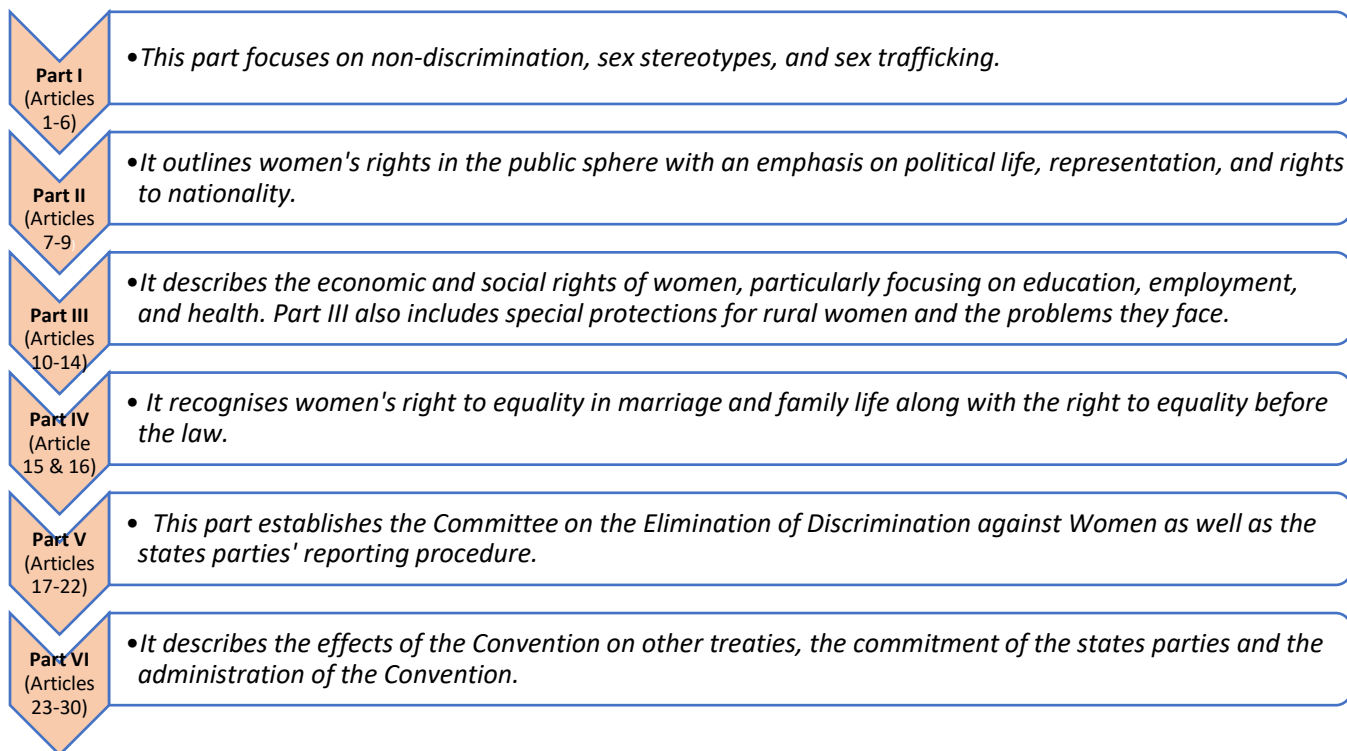 Part I
(Articles
1-6)
•This part focuses on non-discrimination, sex stereotypes, and sex trafficking.
Part II
(Articles
7-9)
•It outlines women's rights in the public sphere with an emphasis on political life, representation, and rights
to nationality.
Part III
(Articles
10-14)
•It describes the economic and social rights of women, particularly focusing on education, employment,
and health. Part III also includes special protections for rural women and the problems they face.
Part IV
(Article
15 & 16)
• It recognises women's right to equality in marriage and family life along with the right to equality before
the law.
Part V
(Articles
17-22)
• This part establishes the Committee on the Elimination of Discrimination against Women as well as the
states parties' reporting procedure.
Part VI
(Articles
23-30)
•It describes the effects of the Convention on other treaties, the commitment of the states parties and the
administration of the Convention.